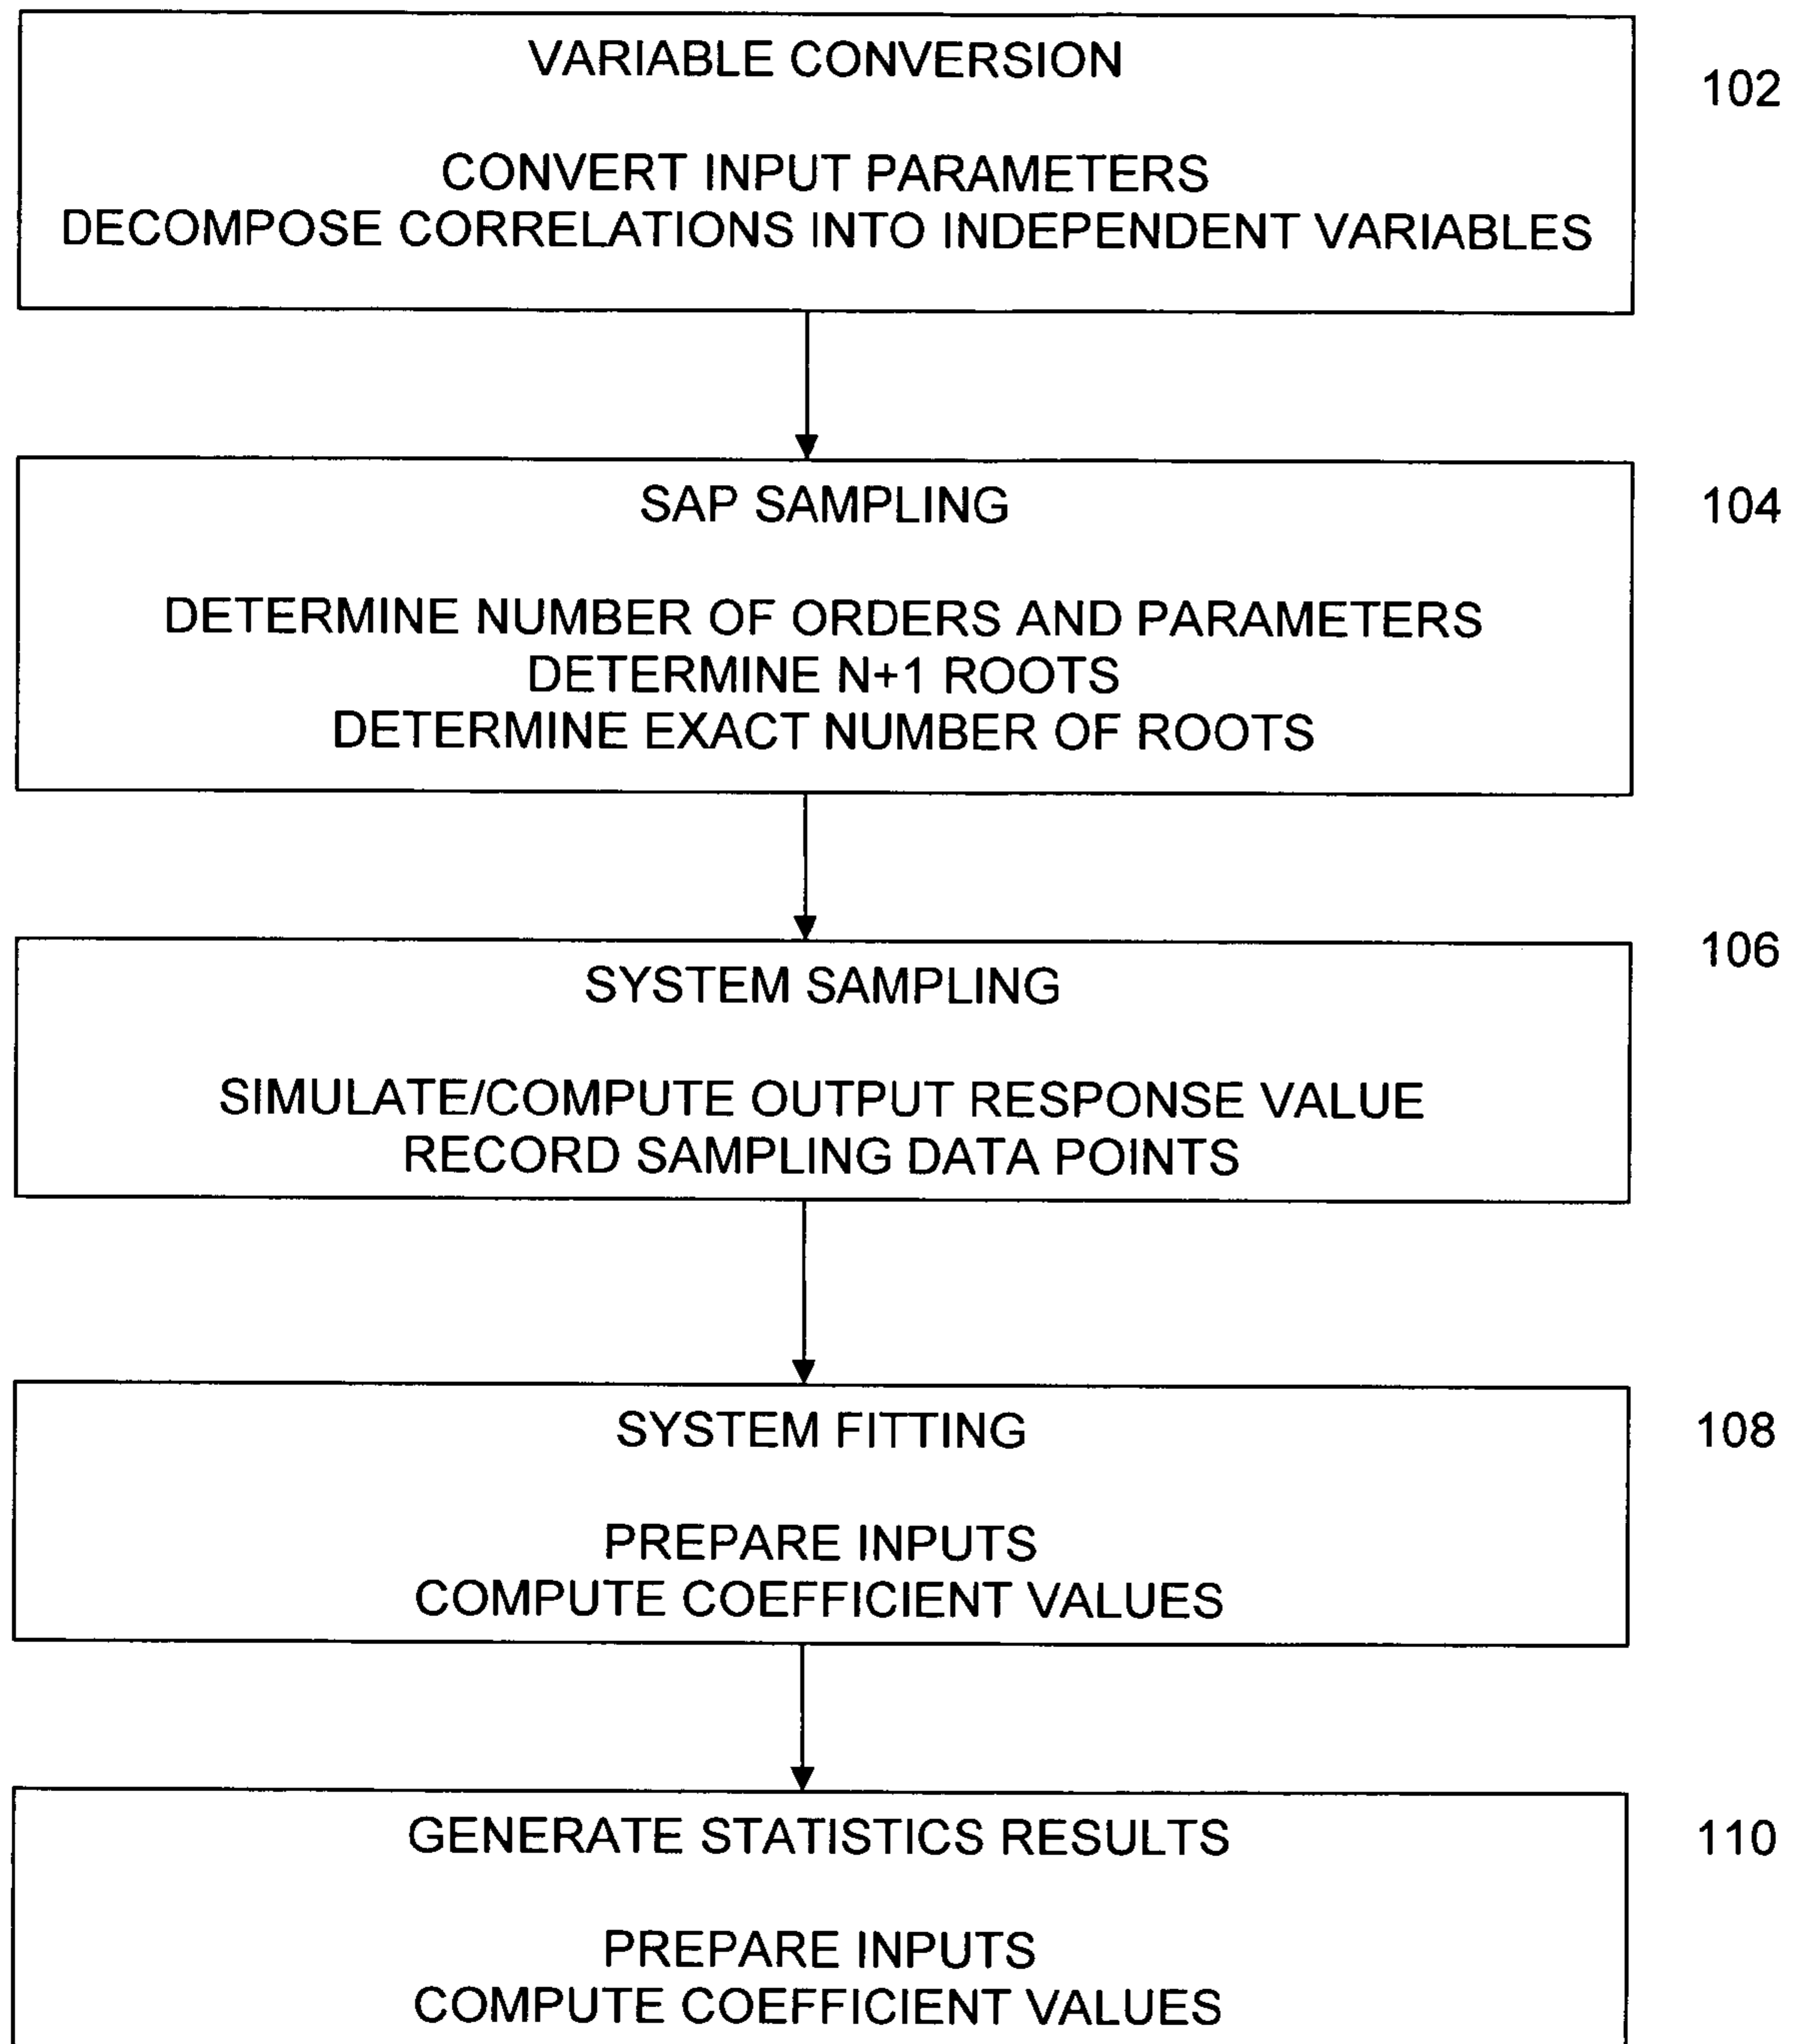 VARIABLE CONVERSION
102
CONVERT INPUT PARAMETERS
DECOMPOSE CORRELATIONS INTO INDEPENDENT VARIABLES
SAP SAMPLING
104
DETERMINE NUMBER OF ORDERS AND PARAMETERS
DETERMINE N+1 ROOTS
DETERMINE EXACT NUMBER OF ROOTS
SYSTEM SAMPLING
106
SIMULATE/COMPUTE OUTPUT RESPONSE VALUE
RECORD SAMPLING DATA POINTS
SYSTEM FITTING
108
PREPARE INPUTS
COMPUTE COEFFICIENT VALUES
GENERATE STATISTICS RESULTS
110
PREPARE INPUTS
COMPUTE COEFFICIENT VALUES